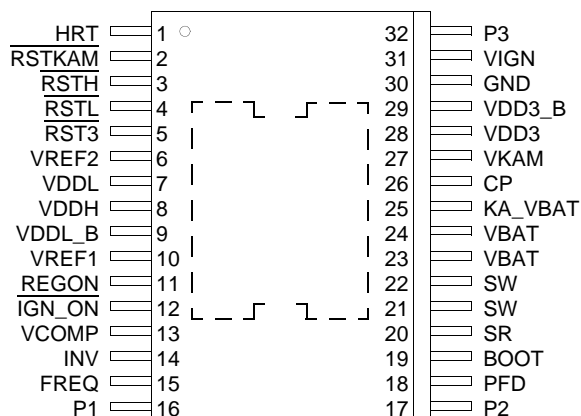 HRT 1 32 P3
RSTKAM 2 31 VIGN
RSTH 3 30 GND
RSTL 4 29 VDD3_B
RST3 5 28 VDD3
VREF2 6 27 VKAM
VDDL 7 26 CP
VDDH 8 25 KA_VBAT
VDDL_B 9 24 VBAT
VREF1 10 23 VBAT
REGON 11 22 SW
IGN_ON 12 21 SW
VCOMP 13 20 SR
INV 14 19 BOOT
FREQ 15 18 PFD
P1 16 17 P2